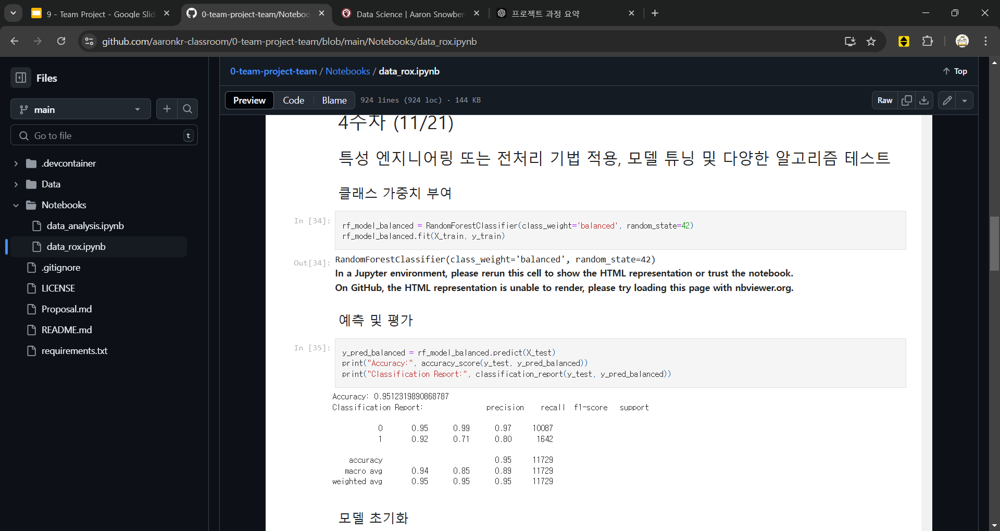 9 - Team Project - Google Slid
0-team-project-team/Noteboo
Data Science | Aaron Snowber
프로젝트 과정 요약
github.com/aaronkr-classroom/0-team-project-team/blob/main/Notebooks/data_rox.ipynb
Files
main
Go to file
t
.devcontainer
Data
Notebooks
data_analysis.ipynb
data_rox.ipynb
.gitignore
LICENSE
Proposal.md
README.md
requirements.txt
0-team-project-team / Notebooks / data_rox.ipynb
Top
Preview
Code
Blame
924 lines (924 loc) · 144 KB
Raw
4수차 (11/21)
특성 엔지니어링 또는 전처리 기법 적용, 모델 튜닝 및 다양한 알고리즘 테스트
클래스 가중치 부여
In [34]:
rf_model_balanced = RandomForestClassifier(class_weight='balanced', random_state=42)
rf_model_balanced.fit(X_train, y_train)
Out[34]:
RandomForestClassifier(class_weight='balanced', random_state=42)
In a Jupyter environment, please rerun this cell to show the HTML representation or trust the notebook.
On GitHub, the HTML representation is unable to render, please try loading this page with nbviewer.org.
예측 및 평가
In [35]:
y_pred_balanced = rf_model_balanced.predict(X_test)
print("Accuracy:", accuracy_score(y_test, y_pred_balanced))
print("Classification Report:", classification_report(y_test, y_pred_balanced))
Accuracy: 0.9512319890868787
Classification Report: precision recall f1-score support
0 0.95 0.99 0.97 10087
1 0.92 0.71 0.80 1642
accuracy 0.95 11729
macro avg 0.94 0.85 0.89 11729
weighted avg 0.95 0.95 0.95 11729
모델 초기화